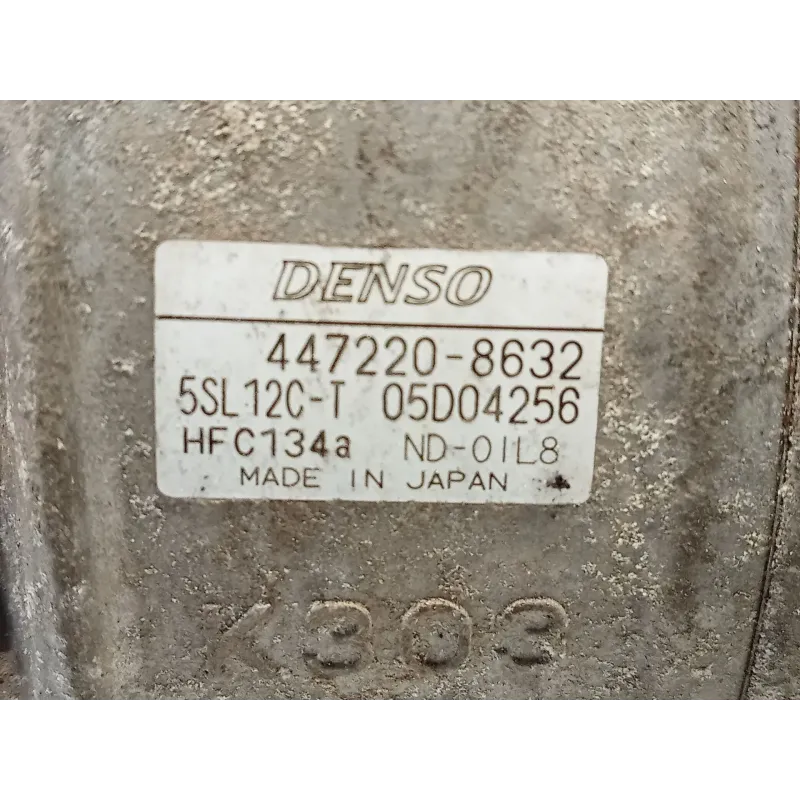 DENSO
447220-8632
5SL12C-T 05D04256
HFC134a ND-OIL8
MADE IN JAPAN
K303